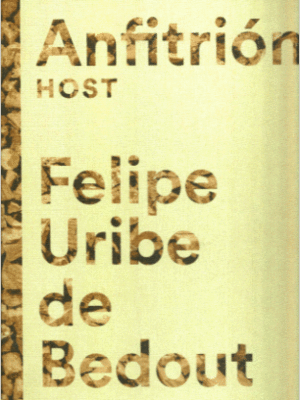 Anfitrión
HOST
Felipe
Uribe
de
Bedout